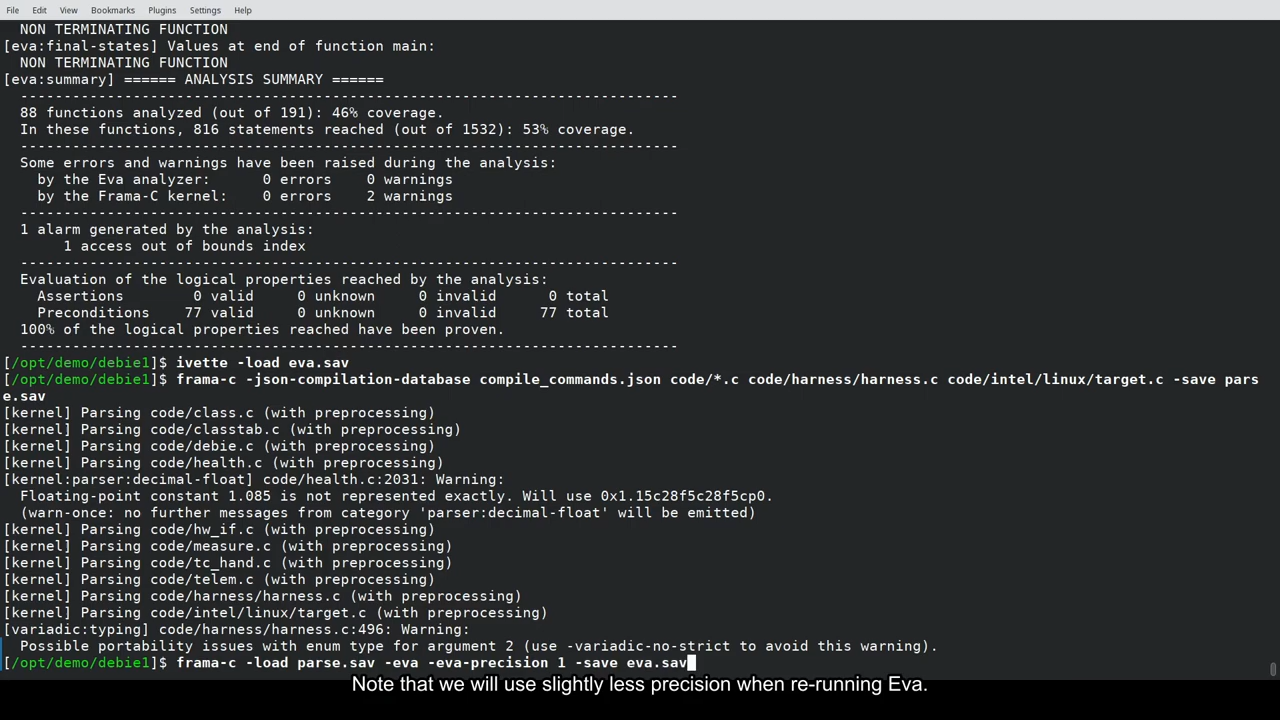 File Edit View Bookmarks Plugins Settings Help
NON TERMINATING FUNCTION
[eva:final-states] Values at end of function main:
NON TERMINATING FUNCTION
[eva:summary] ====== ANALYSIS SUMMARY ======
----------------------------------------------------------------------------
88 functions analyzed (out of 191): 46% coverage.
In these functions, 816 statements reached (out of 1532): 53% coverage.
----------------------------------------------------------------------------
Some errors and warnings have been raised during the analysis:
by the Eva analyzer:      0 errors    0 warnings
by the Frama-C kernel:    0 errors    2 warnings
----------------------------------------------------------------------------
1 alarm generated by the analysis:
1 access out of bounds index
----------------------------------------------------------------------------
Evaluation of the logical properties reached by the analysis:
Assertions        0 valid     0 unknown     0 invalid      0 total
Preconditions    77 valid     0 unknown     0 invalid     77 total
100% of the logical properties reached have been proven.
----------------------------------------------------------------------------
[/opt/demo/debie1]$ ivette -load eva.sav
[/opt/demo/debie1]$ frama-c -json-compilation-database compile_commands.json code/*.c code/harness/harness.c code/intel/linux/target.c -save pars
e.sav
[kernel] Parsing code/class.c (with preprocessing)
[kernel] Parsing code/classtab.c (with preprocessing)
[kernel] Parsing code/debie.c (with preprocessing)
[kernel] Parsing code/health.c (with preprocessing)
[kernel:parser:decimal-float] code/health.c:2031: Warning:
Floating-point constant 1.085 is not represented exactly. Will use 0x1.15c28f5c28f5cp0.
(warn-once: no further messages from category 'parser:decimal-float' will be emitted)
[kernel] Parsing code/hw_if.c (with preprocessing)
[kernel] Parsing code/measure.c (with preprocessing)
[kernel] Parsing code/tc_hand.c (with preprocessing)
[kernel] Parsing code/telem.c (with preprocessing)
[kernel] Parsing code/harness/harness.c (with preprocessing)
[kernel] Parsing code/intel/linux/target.c (with preprocessing)
[variadic:typing] code/harness/harness.c:496: Warning:
Possible portability issues with enum type for argument 2 (use -variadic-no-strict to avoid this warning).
[/opt/demo/debie1]$ frama-c -load parse.sav -eva -eva-precision 1 -save eva.sav
Note that we will use slightly less precision when re-running Eva.